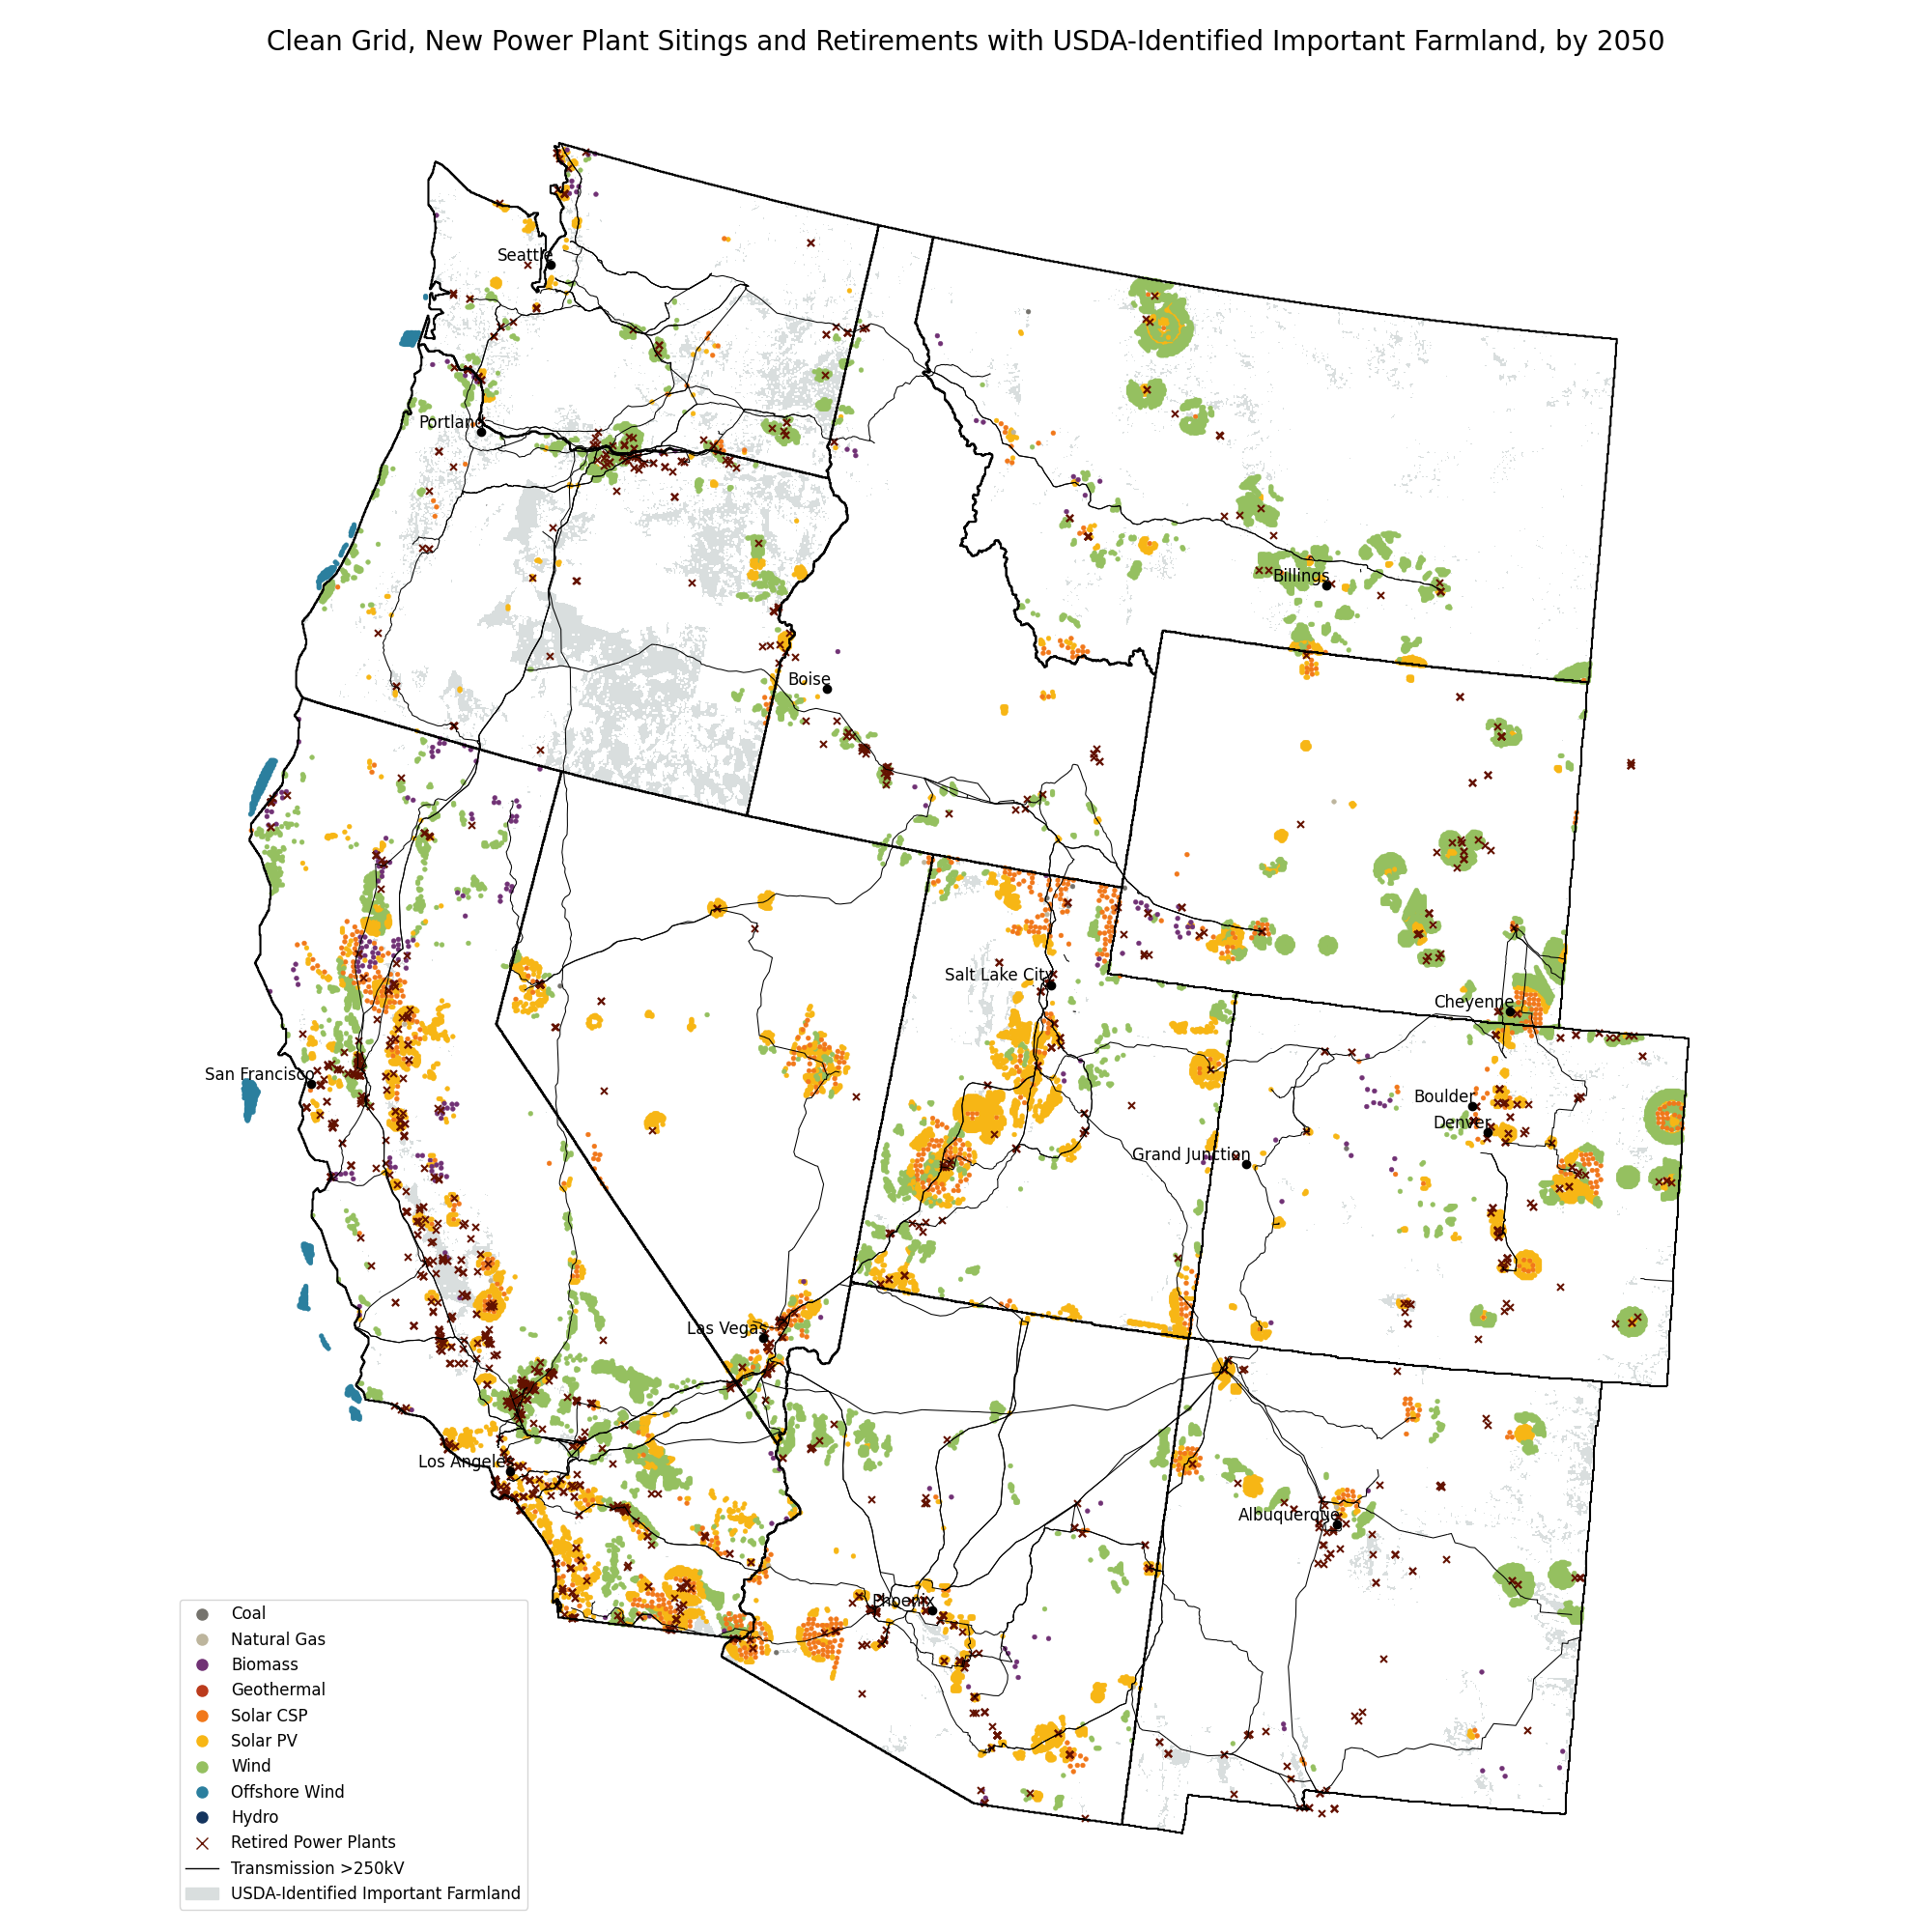 Clean Grid, New Power Plant Sitings and Retirements with USDA-Identified Important Farmland, by 2050
Seattle
Portland
Billings
Boise
Salt Lake City
Cheyenne
San Francisco
Boulder
Denver
Grand Junction
Las Vegas
Los Angeles
Albuquerque
Phoenix
Coal
Natural Gas
Biomass
Geothermal
Solar CSP
Solar PV
Wind
Offshore Wind
Hydro
Retired Power Plants
Transmission >250kV
USDA-Identified Important Farmland